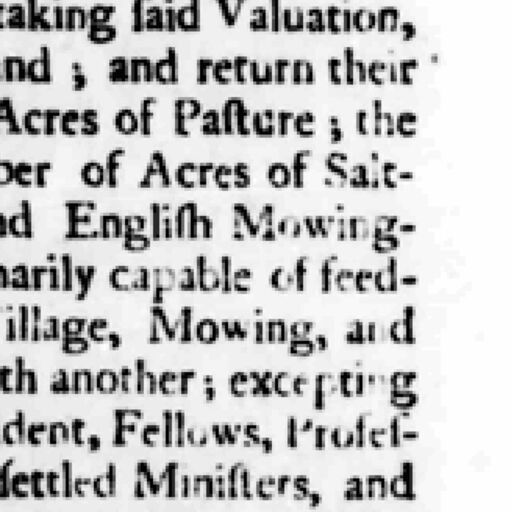 taking ſaid Valuation,
nd ; and return their
Acres of Paſture ; the
ber of Acres of Salt-
nd Engliſh Mowing-
narily capable of feed-
illage, Mowing, and
th another ; excepting
dent, Fellows, Profeſ-
ſettled Miniſters, and